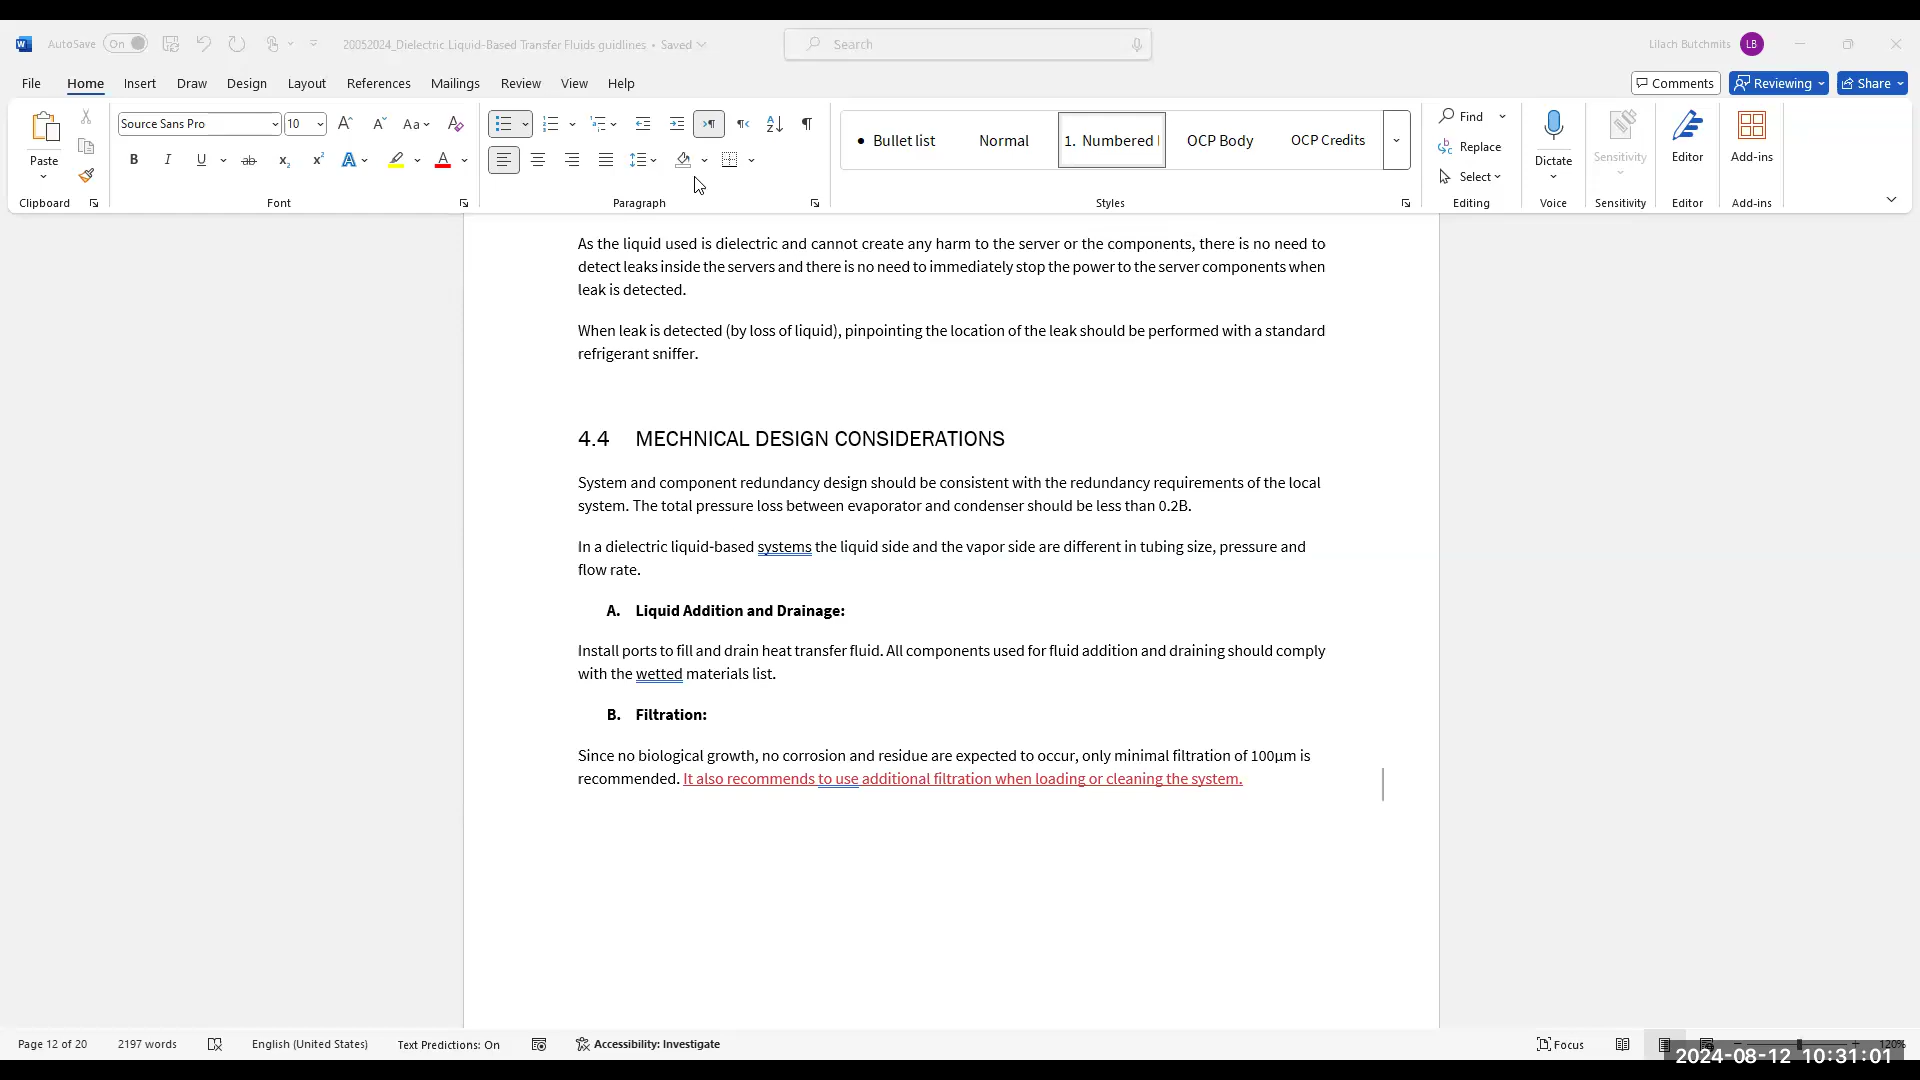 AutoSave On 20052024_Dielectric Liquid-Based Transfer Fluids guidlines • Saved Search Lilach Butchmits LB
File Home Insert Draw Design Layout References Mailings Review View Help Comments Reviewing Share
Paste Source Sans Pro 10 Bullet list Normal 1. Numbered OCP Body OCP Credits Find Replace Select Dictate Sensitivity Editor Add-ins
Clipboard Font Paragraph Styles Editing Voice Sensitivity Editor Add-ins
As the liquid used is dielectric and cannot create any harm to the server or the components, there is no need to
detect leaks inside the servers and there is no need to immediately stop the power to the server components when
leak is detected.
When leak is detected (by loss of liquid), pinpointing the location of the leak should be performed with a standard
refrigerant sniffer.
4.4 MECHNICAL DESIGN CONSIDERATIONS
System and component redundancy design should be consistent with the redundancy requirements of the local
system. The total pressure loss between evaporator and condenser should be less than 0.2B.
In a dielectric liquid-based systems the liquid side and the vapor side are different in tubing size, pressure and
flow rate.
A. Liquid Addition and Drainage:
Install ports to fill and drain heat transfer fluid. All components used for fluid addition and draining should comply
with the wetted materials list.
B. Filtration:
Since no biological growth, no corrosion and residue are expected to occur, only minimal filtration of 100µm is
recommended. It also recommends to use additional filtration when loading or cleaning the system.
Page 12 of 20 2197 words English (United States) Text Predictions: On Accessibility: Investigate Focus 120%
2024-08-12 10:31:01